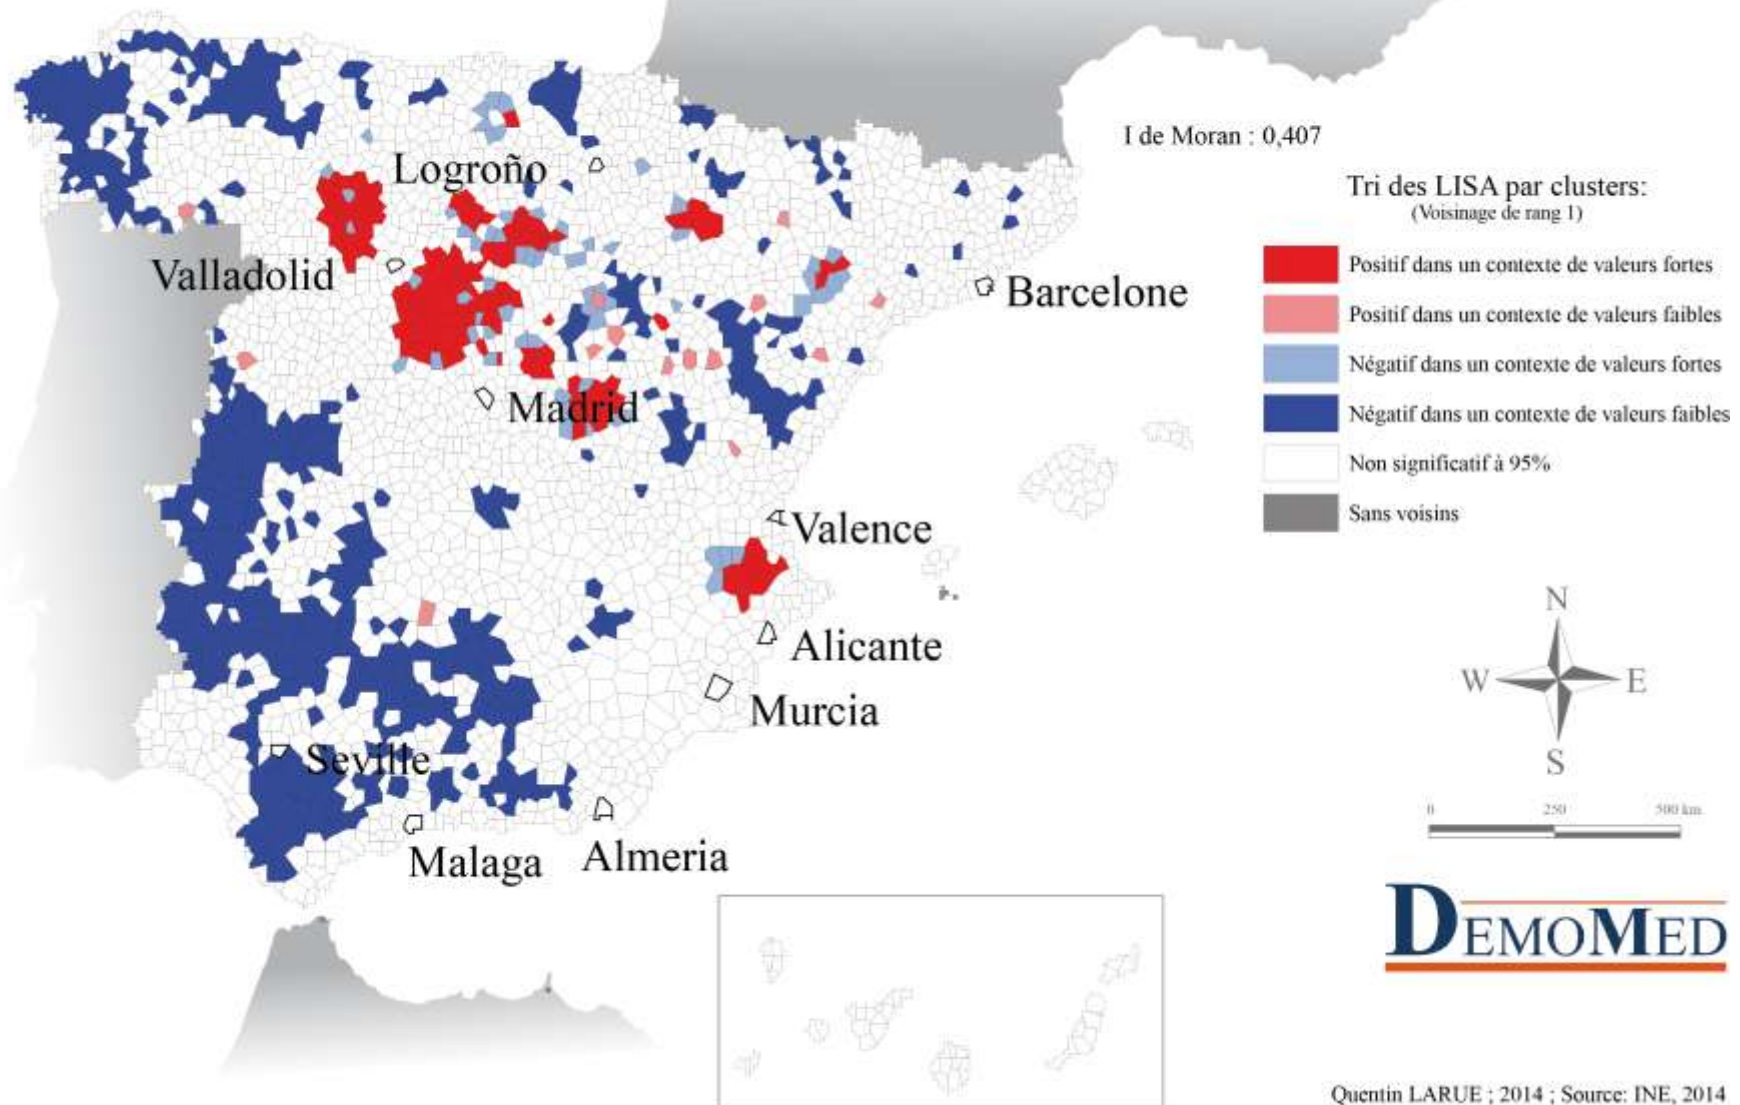 I de Moran : 0,407
Tri des LISA par clusters:
(Voisinage de rang 1)
Positif dans un contexte de valeurs fortes
Positif dans un contexte de valeurs faibles
Négatif dans un contexte de valeurs fortes
Négatif dans un contexte de valeurs faibles
Non significatif à 95%
Sans voisins
Logroño
Valladolid
Barcelone
Madrid
Valence
Alicante
Murcia
Seville
Malaga
Almeria
N
W E
S
0 250 500 km
DEMOMED
Quentin LARUE ; 2014 ; Source: INE, 2014